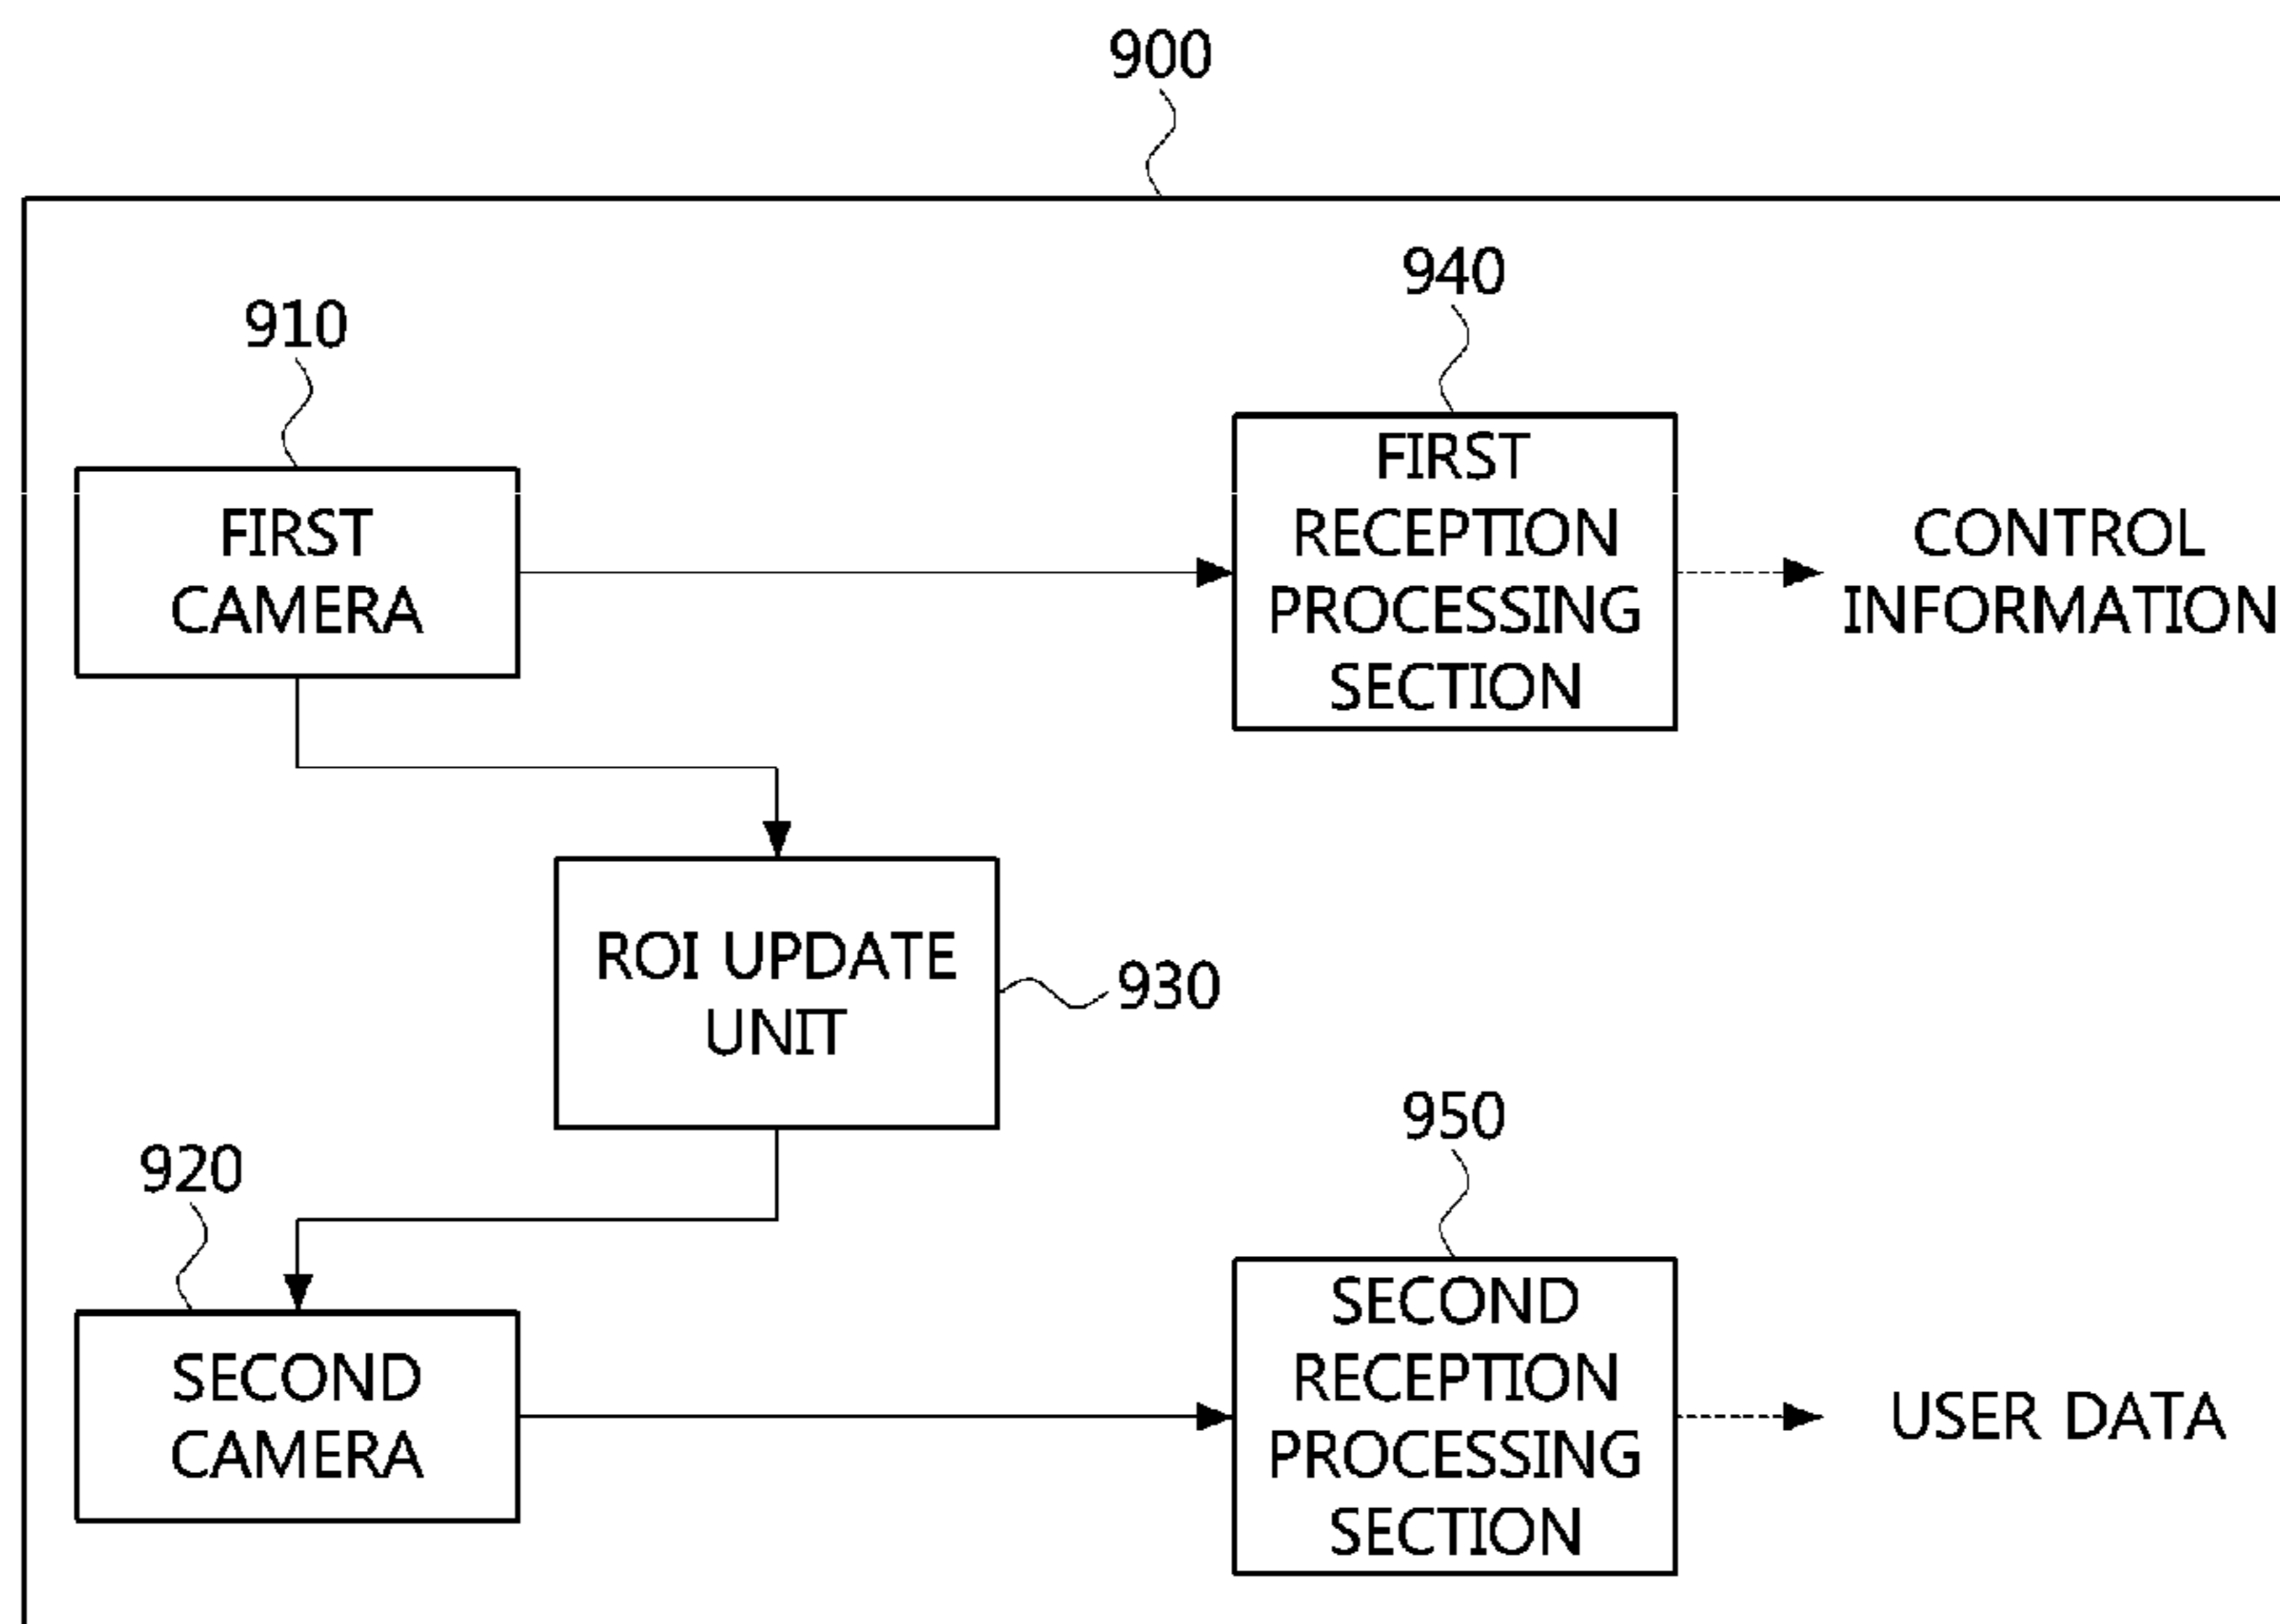 900
940
910
FIRST
CAMERA
FIRST
RECEPTION
PROCESSING
SECTION
CONTROL
INFORMATION
ROI UPDATE
UNIT
930
950
920
SECOND
CAMERA
SECOND
RECEPTION
PROCESSING
SECTION
USER DATA